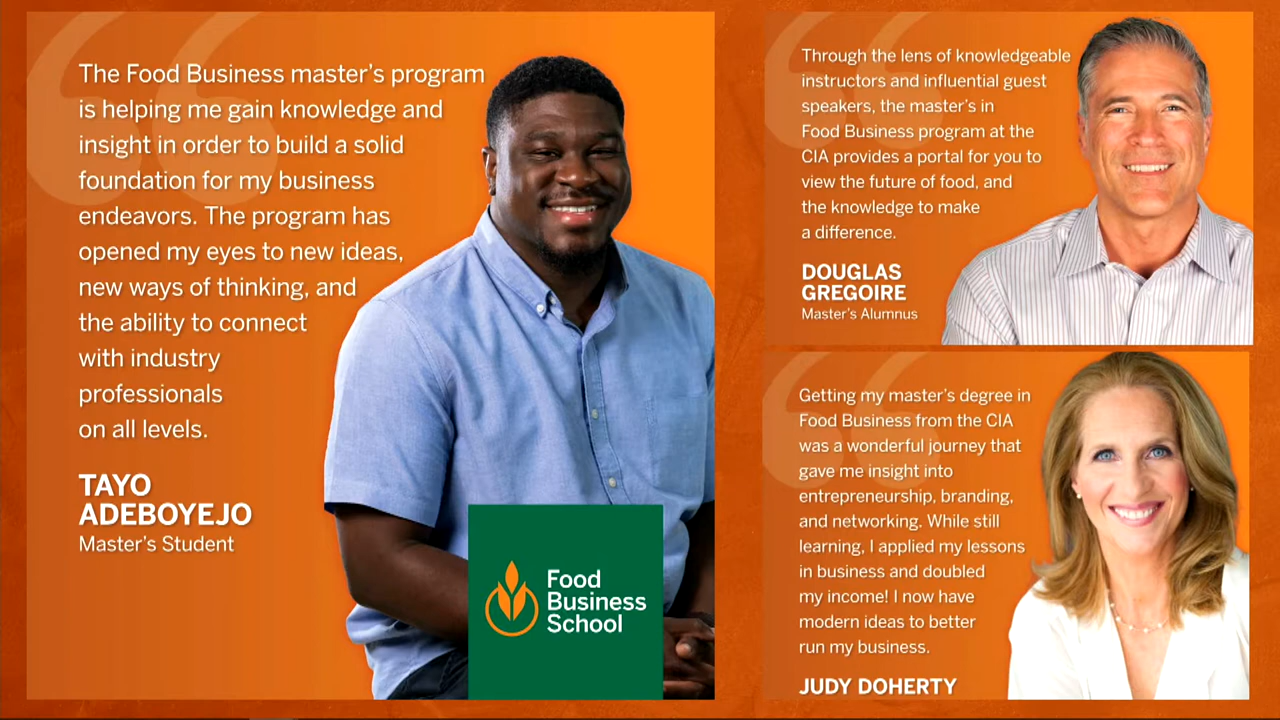 The Food Business master's program
is helping me gain knowledge and
insight in order to build a solid
foundation for my business
endeavors. The program has
opened my eyes to new ideas,
new ways of thinking, and
the ability to connect
with industry
professionals
on all levels.
TAYO
ADEBOYEJO
Master's Student
Food
Business
School
Through the lens of knowledgeable
instructors and influential guest
speakers, the master's in
Food Business program at the
CIA provides a portal for you to
view the future of food, and
the knowledge to make
a difference.
DOUGLAS
GREGOIRE
Master's Alumnus
Getting my master's degree in
Food Business from the CIA
was a wonderful journey that
gave me insight into
entrepreneurship, branding,
and networking. While still
learning, I applied my lessons
in business and doubled
my income! I now have
modern ideas to better
run my business.
JUDY DOHERTY